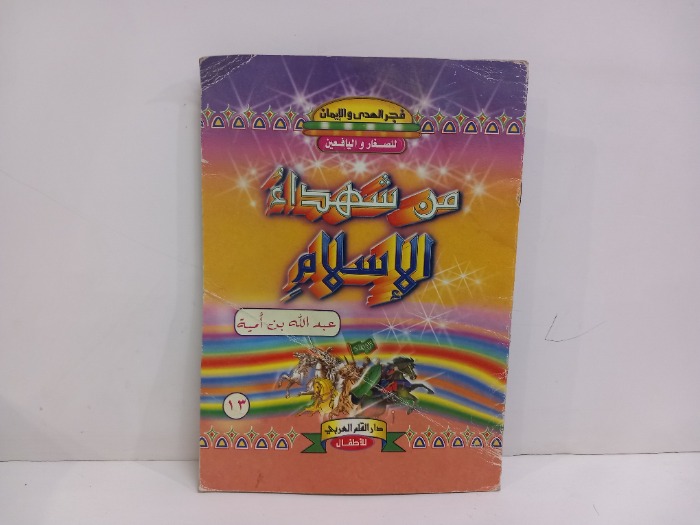 فجر الهدى والإيمان
للصغار و اليافعين
من شهداء
الإسلام
عبد الله بن أمية
١٣
دار القلم العربي
للأطفال